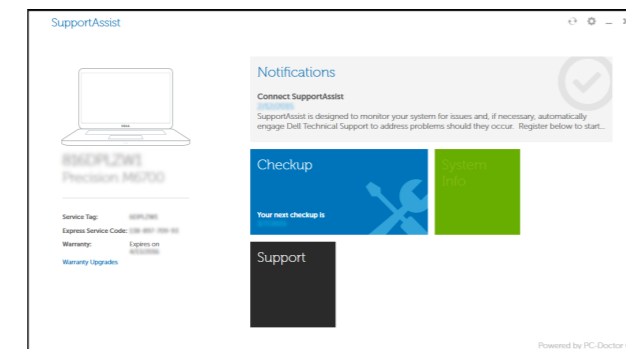 SupportAssist
Notifications
Connect SupportAssist
SupportAssist is designed to monitor your system for issues and, if necessary, automatically
engage Dell Technical Support to address problems should they occur. Register below to start...
Checkup
System
Info
Your next checkup is
Support
Precision M6700
Service Tag:
Express Service Code:
Warranty: Expires on
Warranty Upgrades
Powered by PC-Doctor